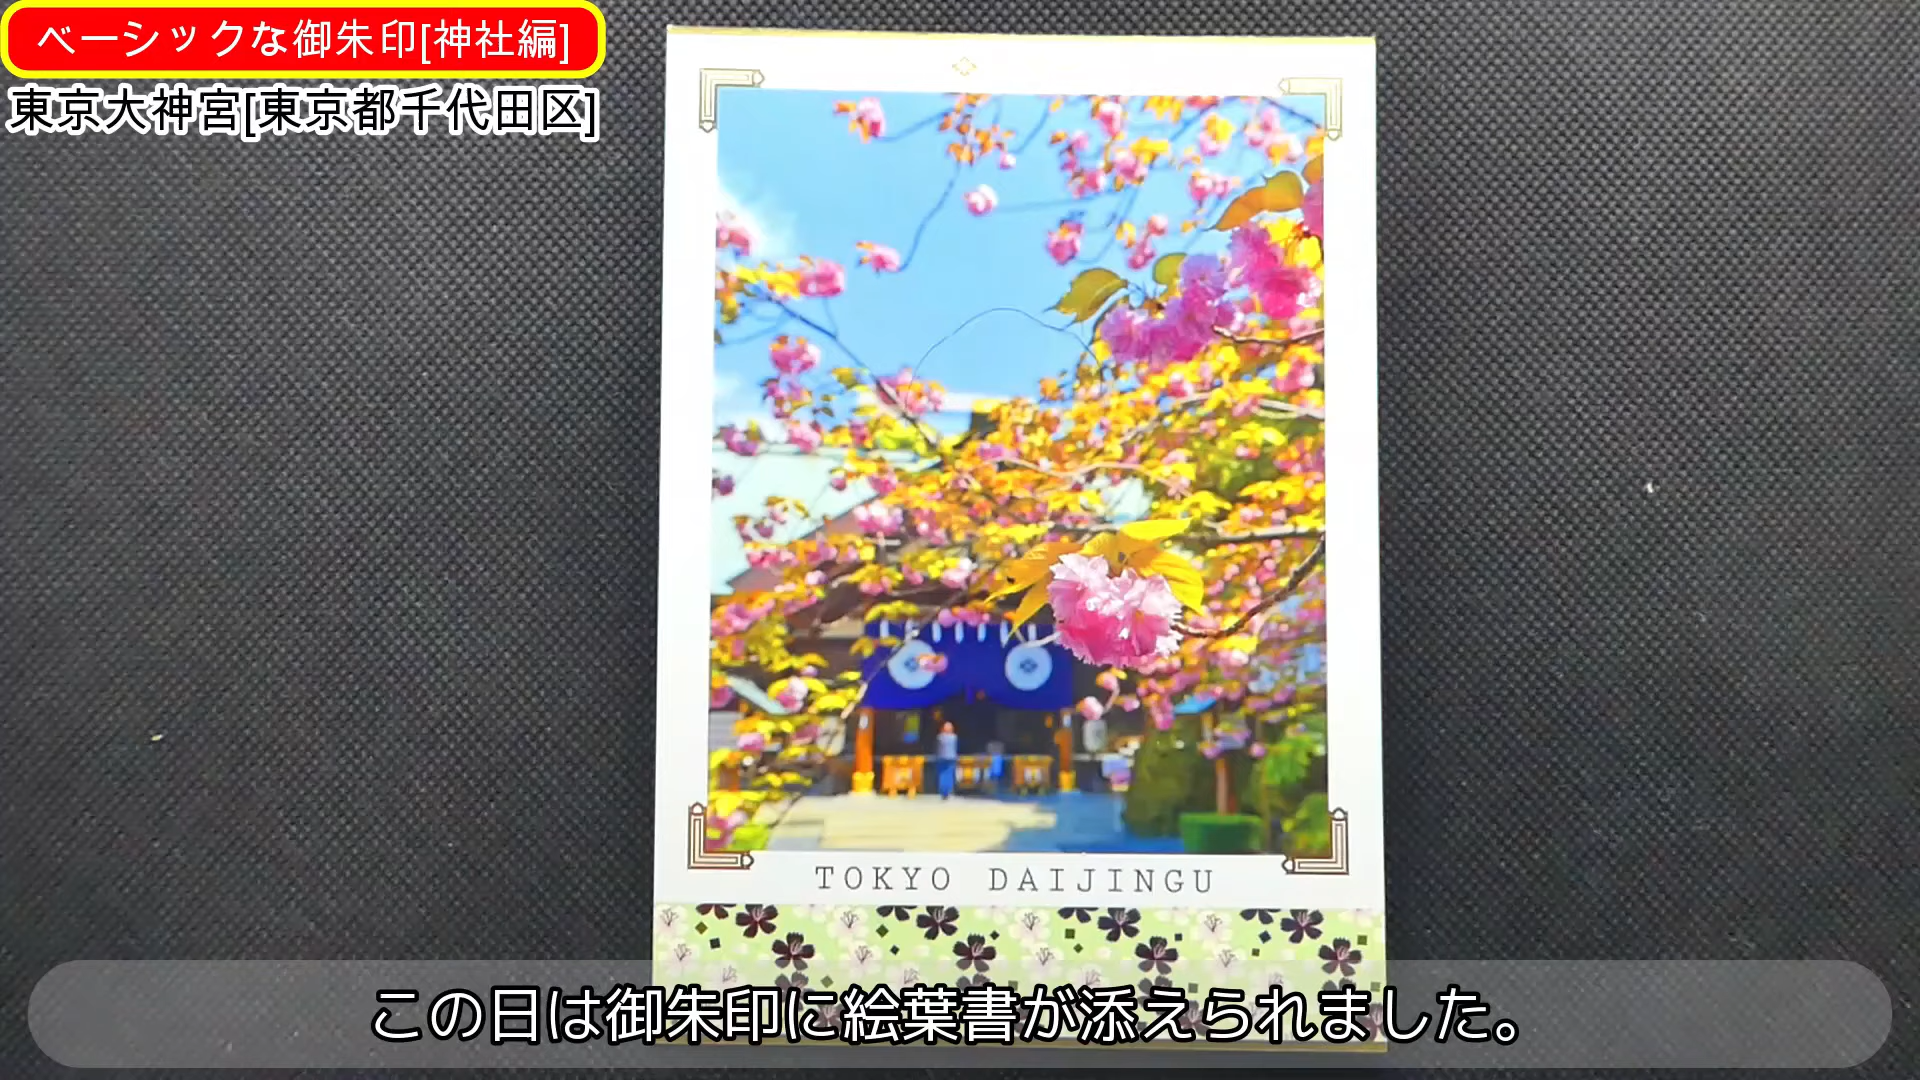 ベーシックな御朱印[神社編]
東京大神宮[東京都千代田区]
TOKYO DAIJINGU
この日は御朱印に絵葉書が添えられました。